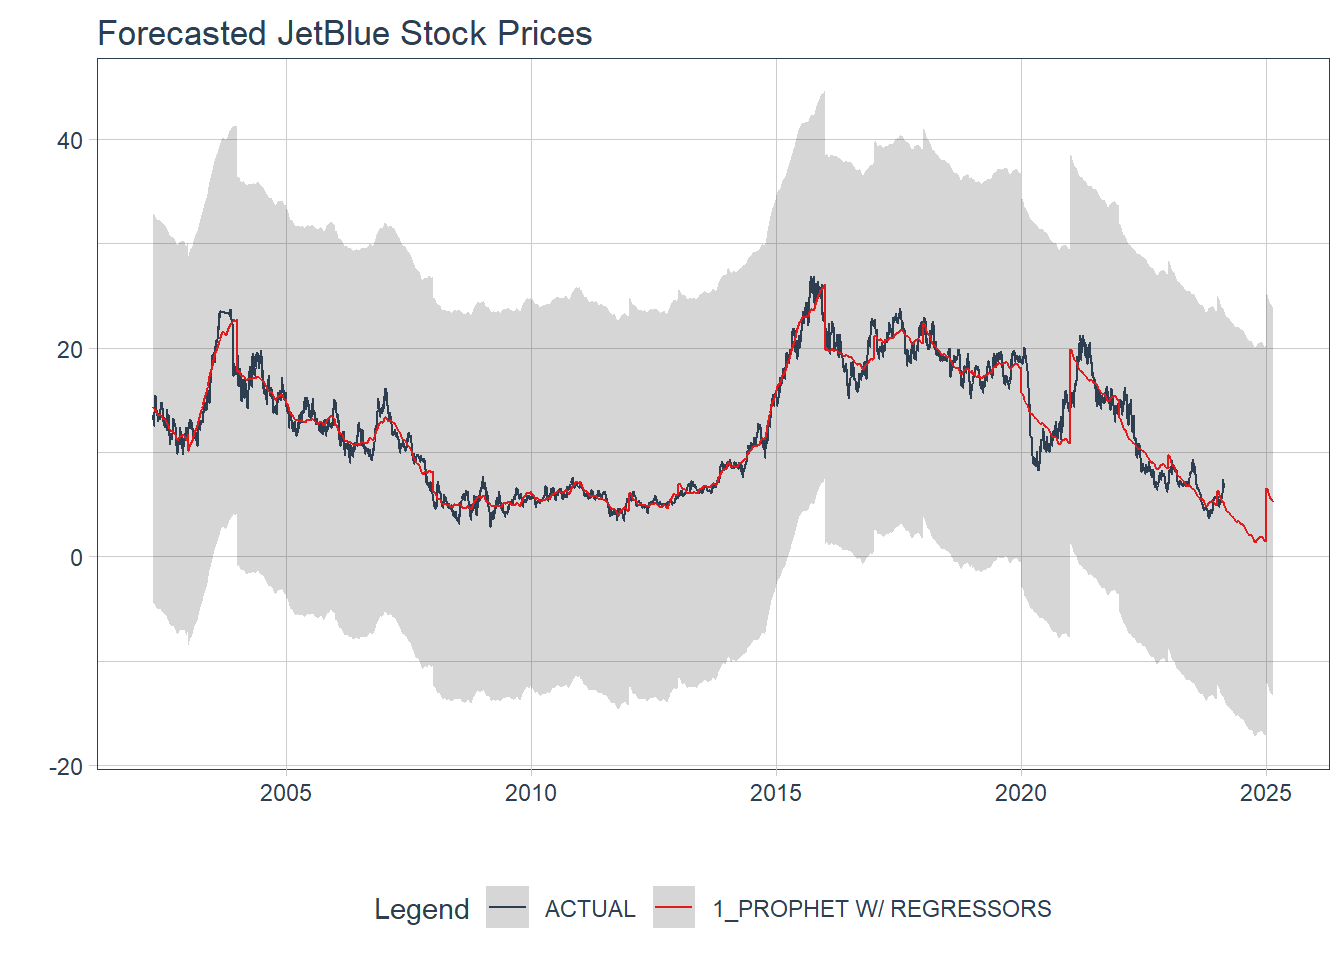 Forecasted JetBlue Stock Prices
40
20
0
-20
2005 2010 2015 2020 2025
Legend ACTUAL 1_PROPHET W/ REGRESSORS